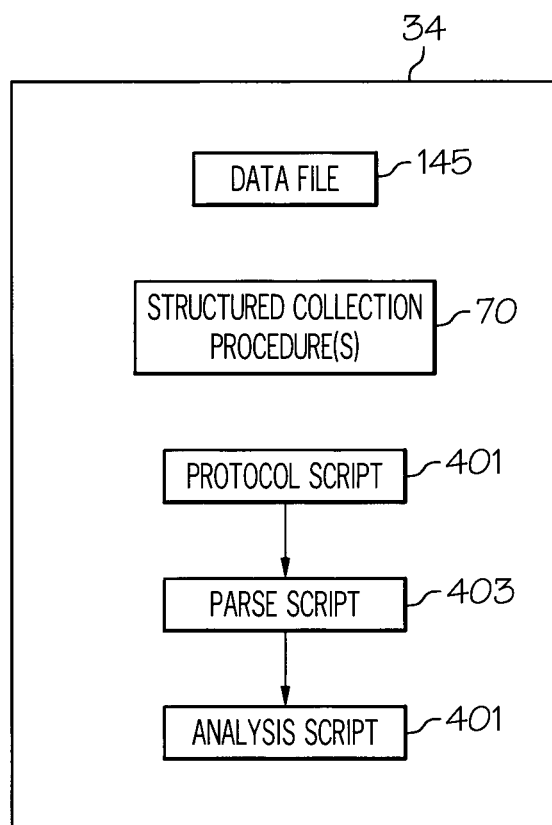 34
DATA FILE
145
STRUCTURED COLLECTION
PROCEDURE(S)
70
PROTOCOL SCRIPT
401
PARSE SCRIPT
403
ANALYSIS SCRIPT
401